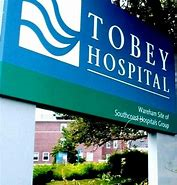 TOBEY
HOSPITAL
Wareham Site of
Southcoast Hospitals Group